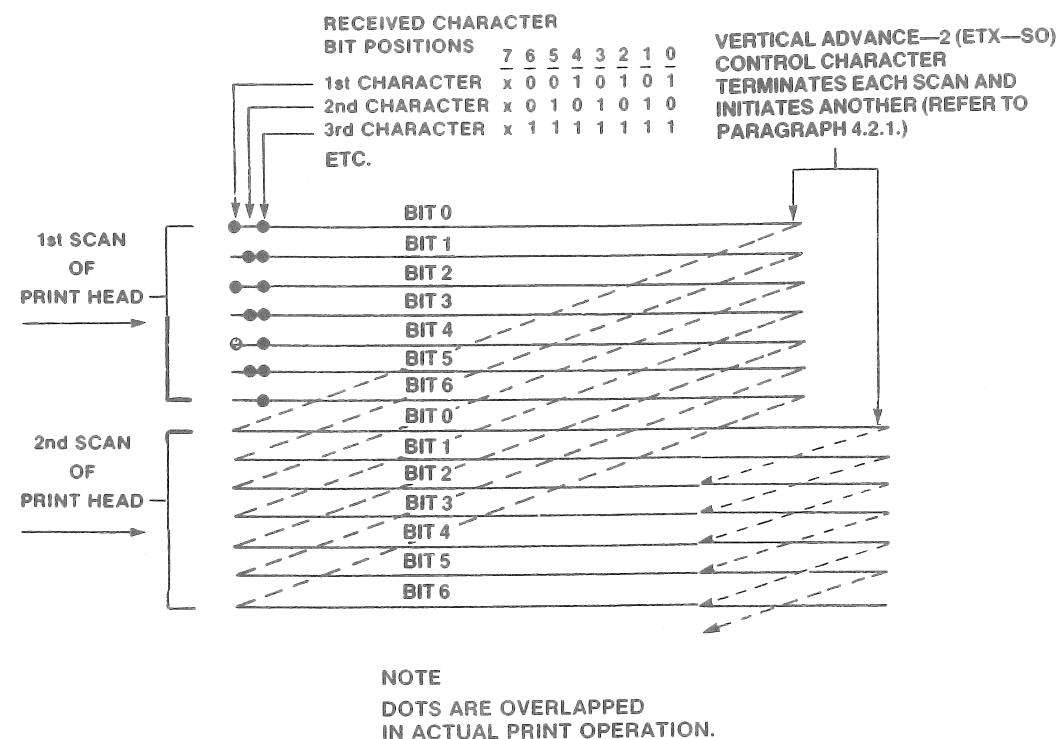 RECEIVED CHARACTER
BIT POSITIONS 7 6 5 4 3 2 1 0
1st CHARACTER x 0 0 1 0 1 0 1
2nd CHARACTER x 0 1 0 1 0 1 0
3rd CHARACTER x 1 1 1 1 1 1 1
ETC.
VERTICAL ADVANCE—2 (ETX—SO)
CONTROL CHARACTER
TERMINATES EACH SCAN AND
INITIATES ANOTHER (REFER TO
PARAGRAPH 4.2.1.)
1st SCAN
OF
PRINT HEAD
BIT 0
BIT 1
BIT 2
BIT 3
BIT 4
BIT 5
BIT 6
2nd SCAN
OF
PRINT HEAD
BIT 0
BIT 1
BIT 2
BIT 3
BIT 4
BIT 5
BIT 6
NOTE
DOTS ARE OVERLAPPED
IN ACTUAL PRINT OPERATION.